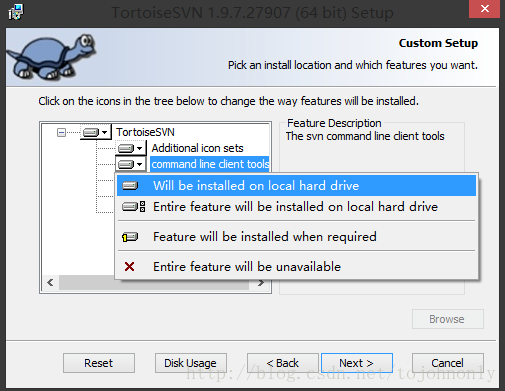 TortoiseSVN 1.9.7.27907 (64 bit) Setup
Custom Setup
Pick an install location and which features you want.
Click on the icons in the tree below to change the way features will be installed.
TortoiseSVN
Additional icon sets
command line client tools
Feature Description
The svn command line client tools
Will be installed on local hard drive
Entire feature will be installed on local hard drive
Feature will be installed when required
Entire feature will be unavailable
Browse
Reset
Disk Usage
< Back
Next >
Cancel
http://blog.csdn.net/tojohnonly